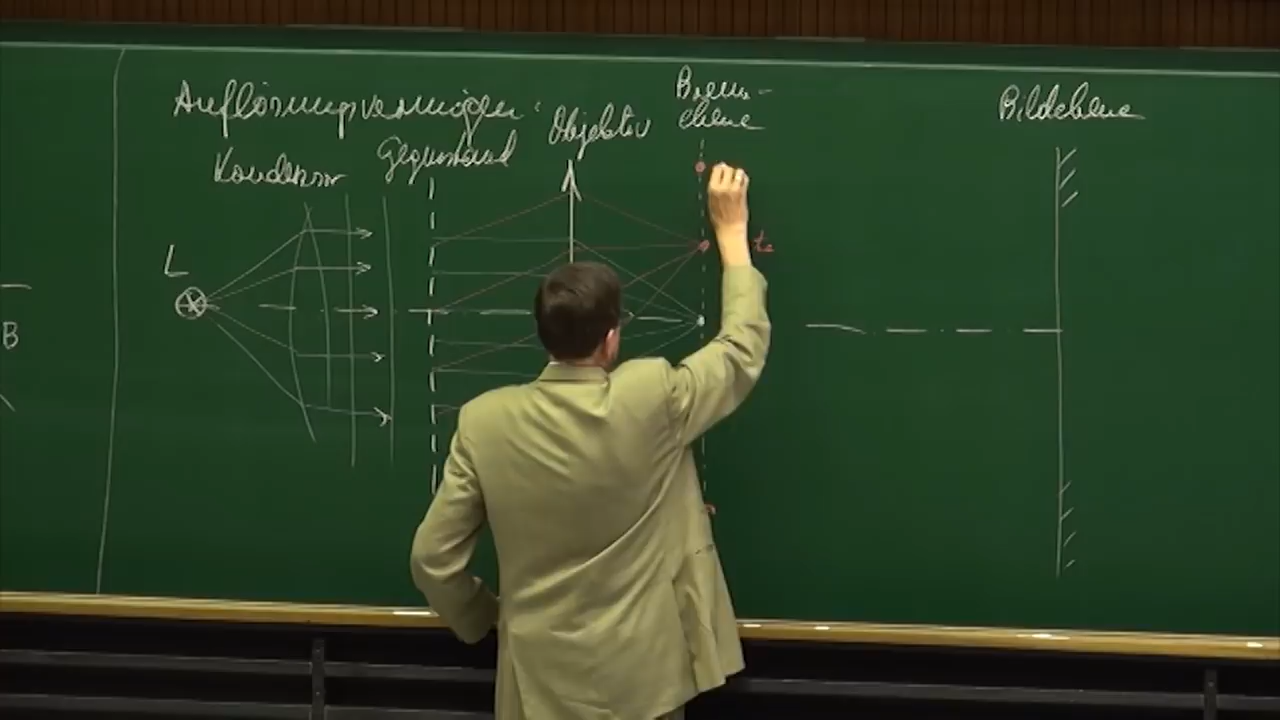 Auflösungsvermögen:
Kondensor
Gegenstand
Objektiv
Brenn-
ebene
Bildebene
L
B